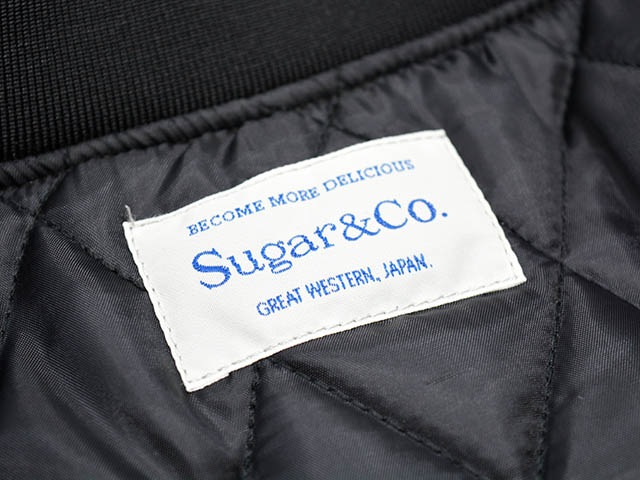 BECOME MORE DELICIOUS
Sugar&Co.
GREAT WESTERN, JAPAN.